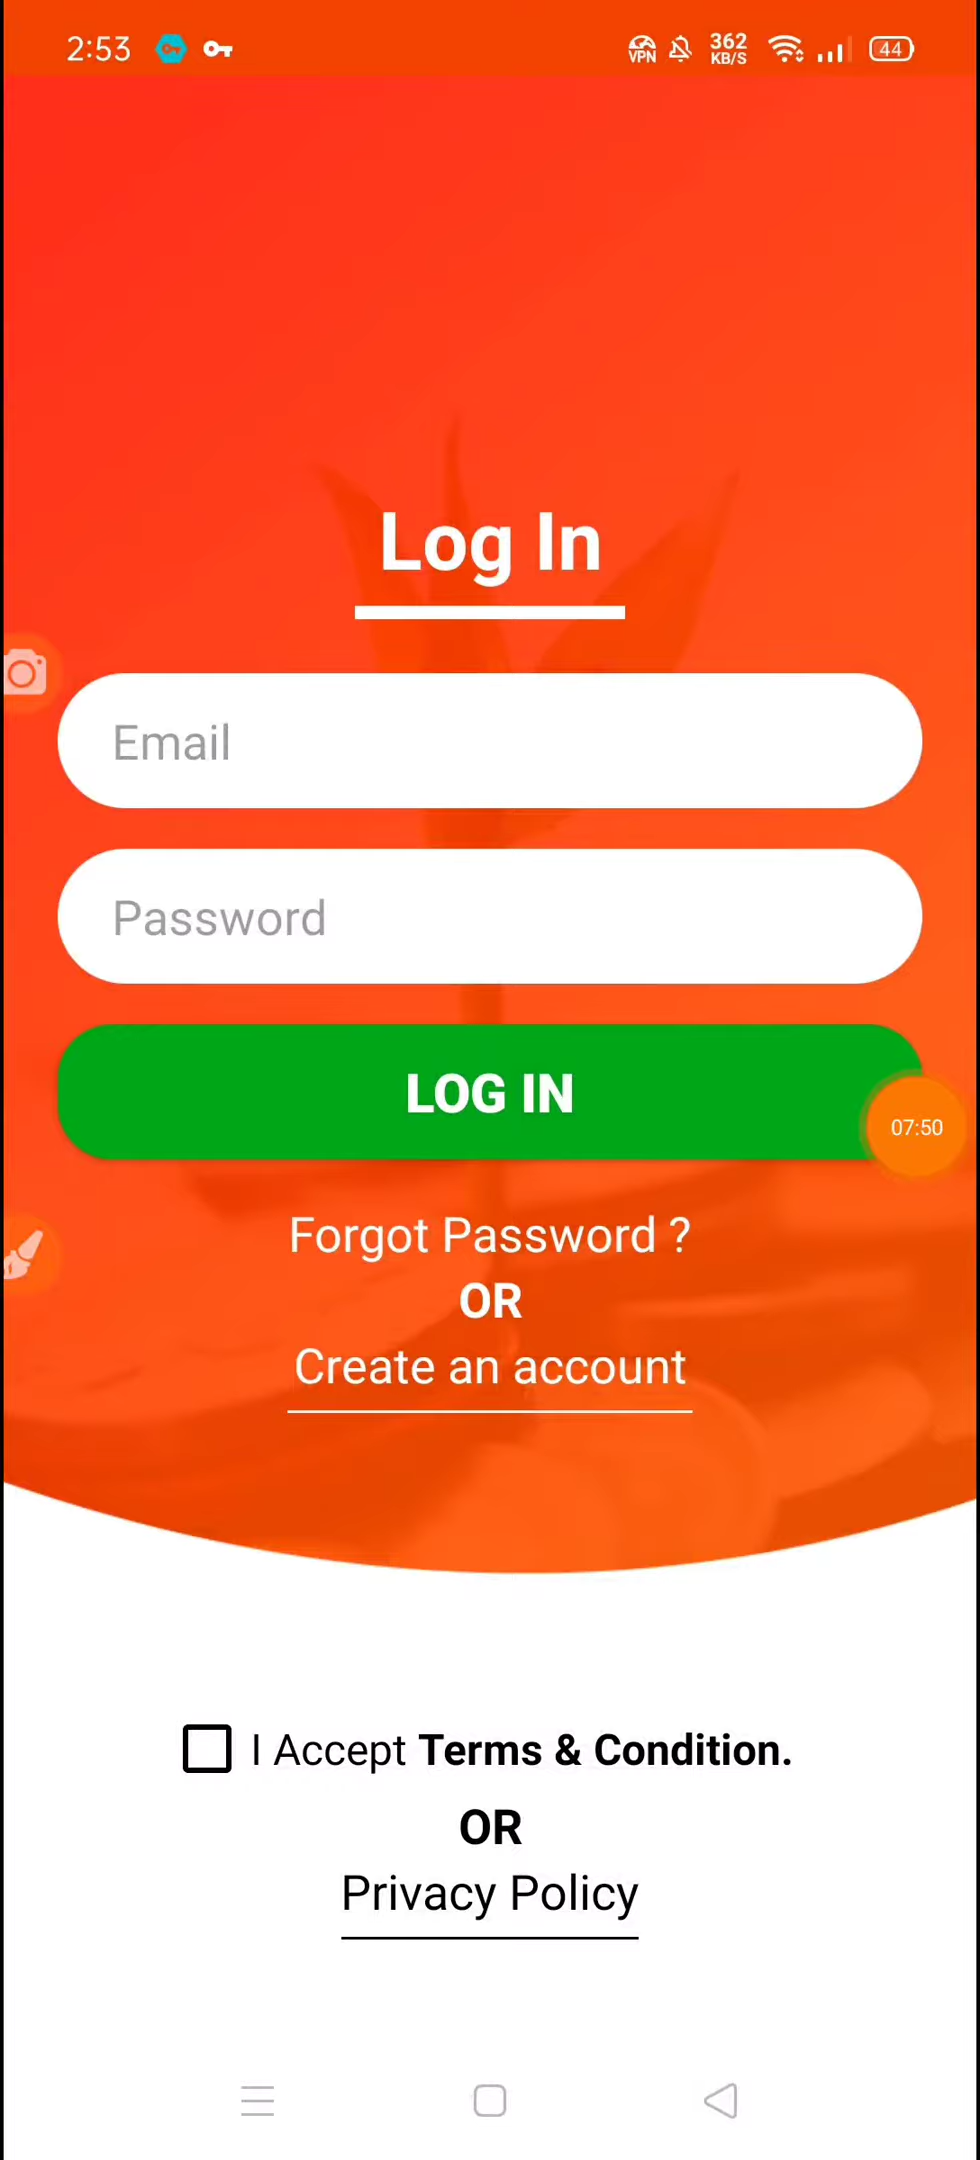 2:53 VPN 362 KB/S 44
Log In
Email
Password
LOG IN
07:50
Forgot Password ?
OR
Create an account
I Accept Terms & Condition.
OR
Privacy Policy